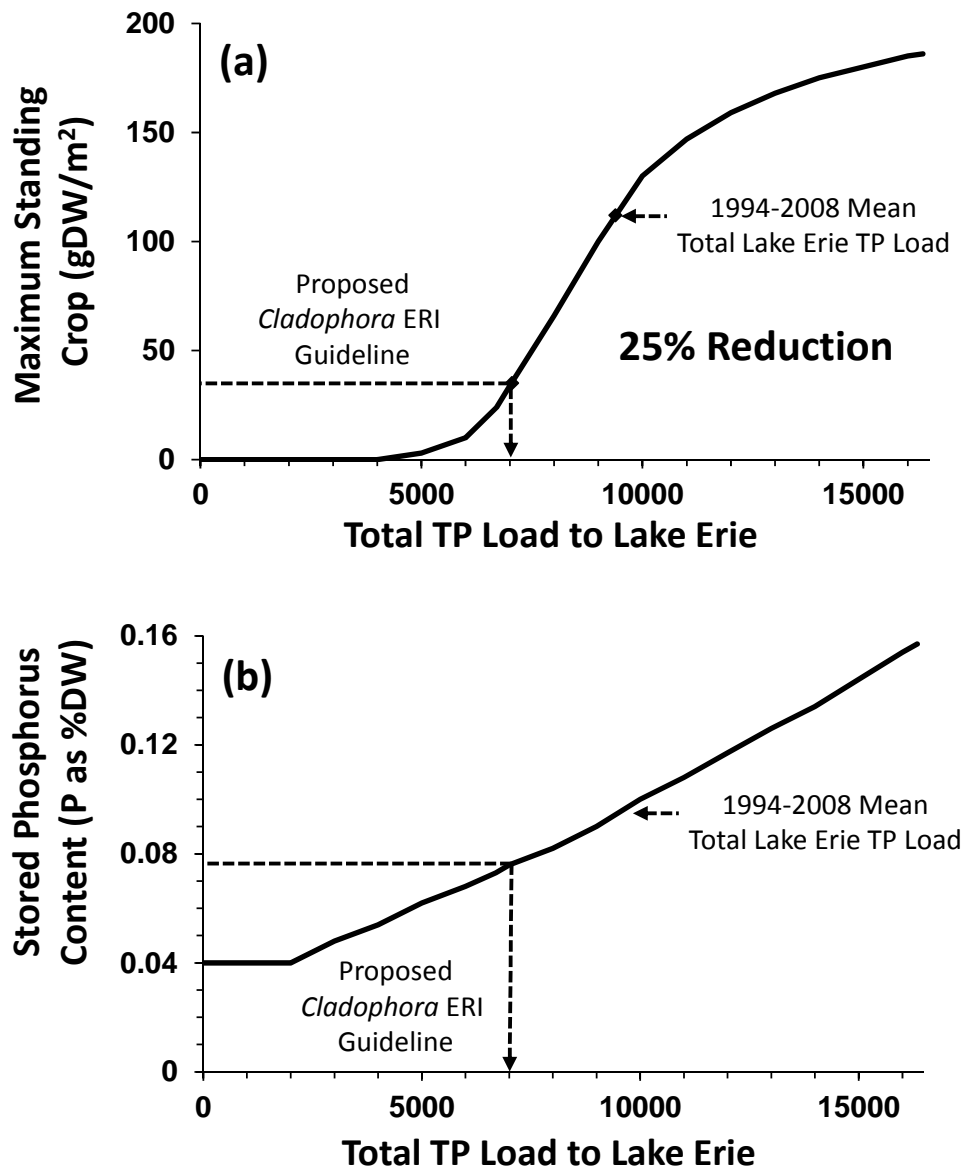 (a)
Maximum Standing
Crop (gDW/m²)
200
150
100
50
0
1994-2008 Mean
Total Lake Erie TP Load
Proposed
Cladophora ERI
Guideline
25% Reduction
0
5000
10000
15000
Total TP Load to Lake Erie
(b)
Stored Phosphorus
Content (P as %DW)
0.16
0.12
0.08
0.04
0
1994-2008 Mean
Total Lake Erie TP Load
Proposed
Cladophora ERI
Guideline
0
5000
10000
15000
Total TP Load to Lake Erie